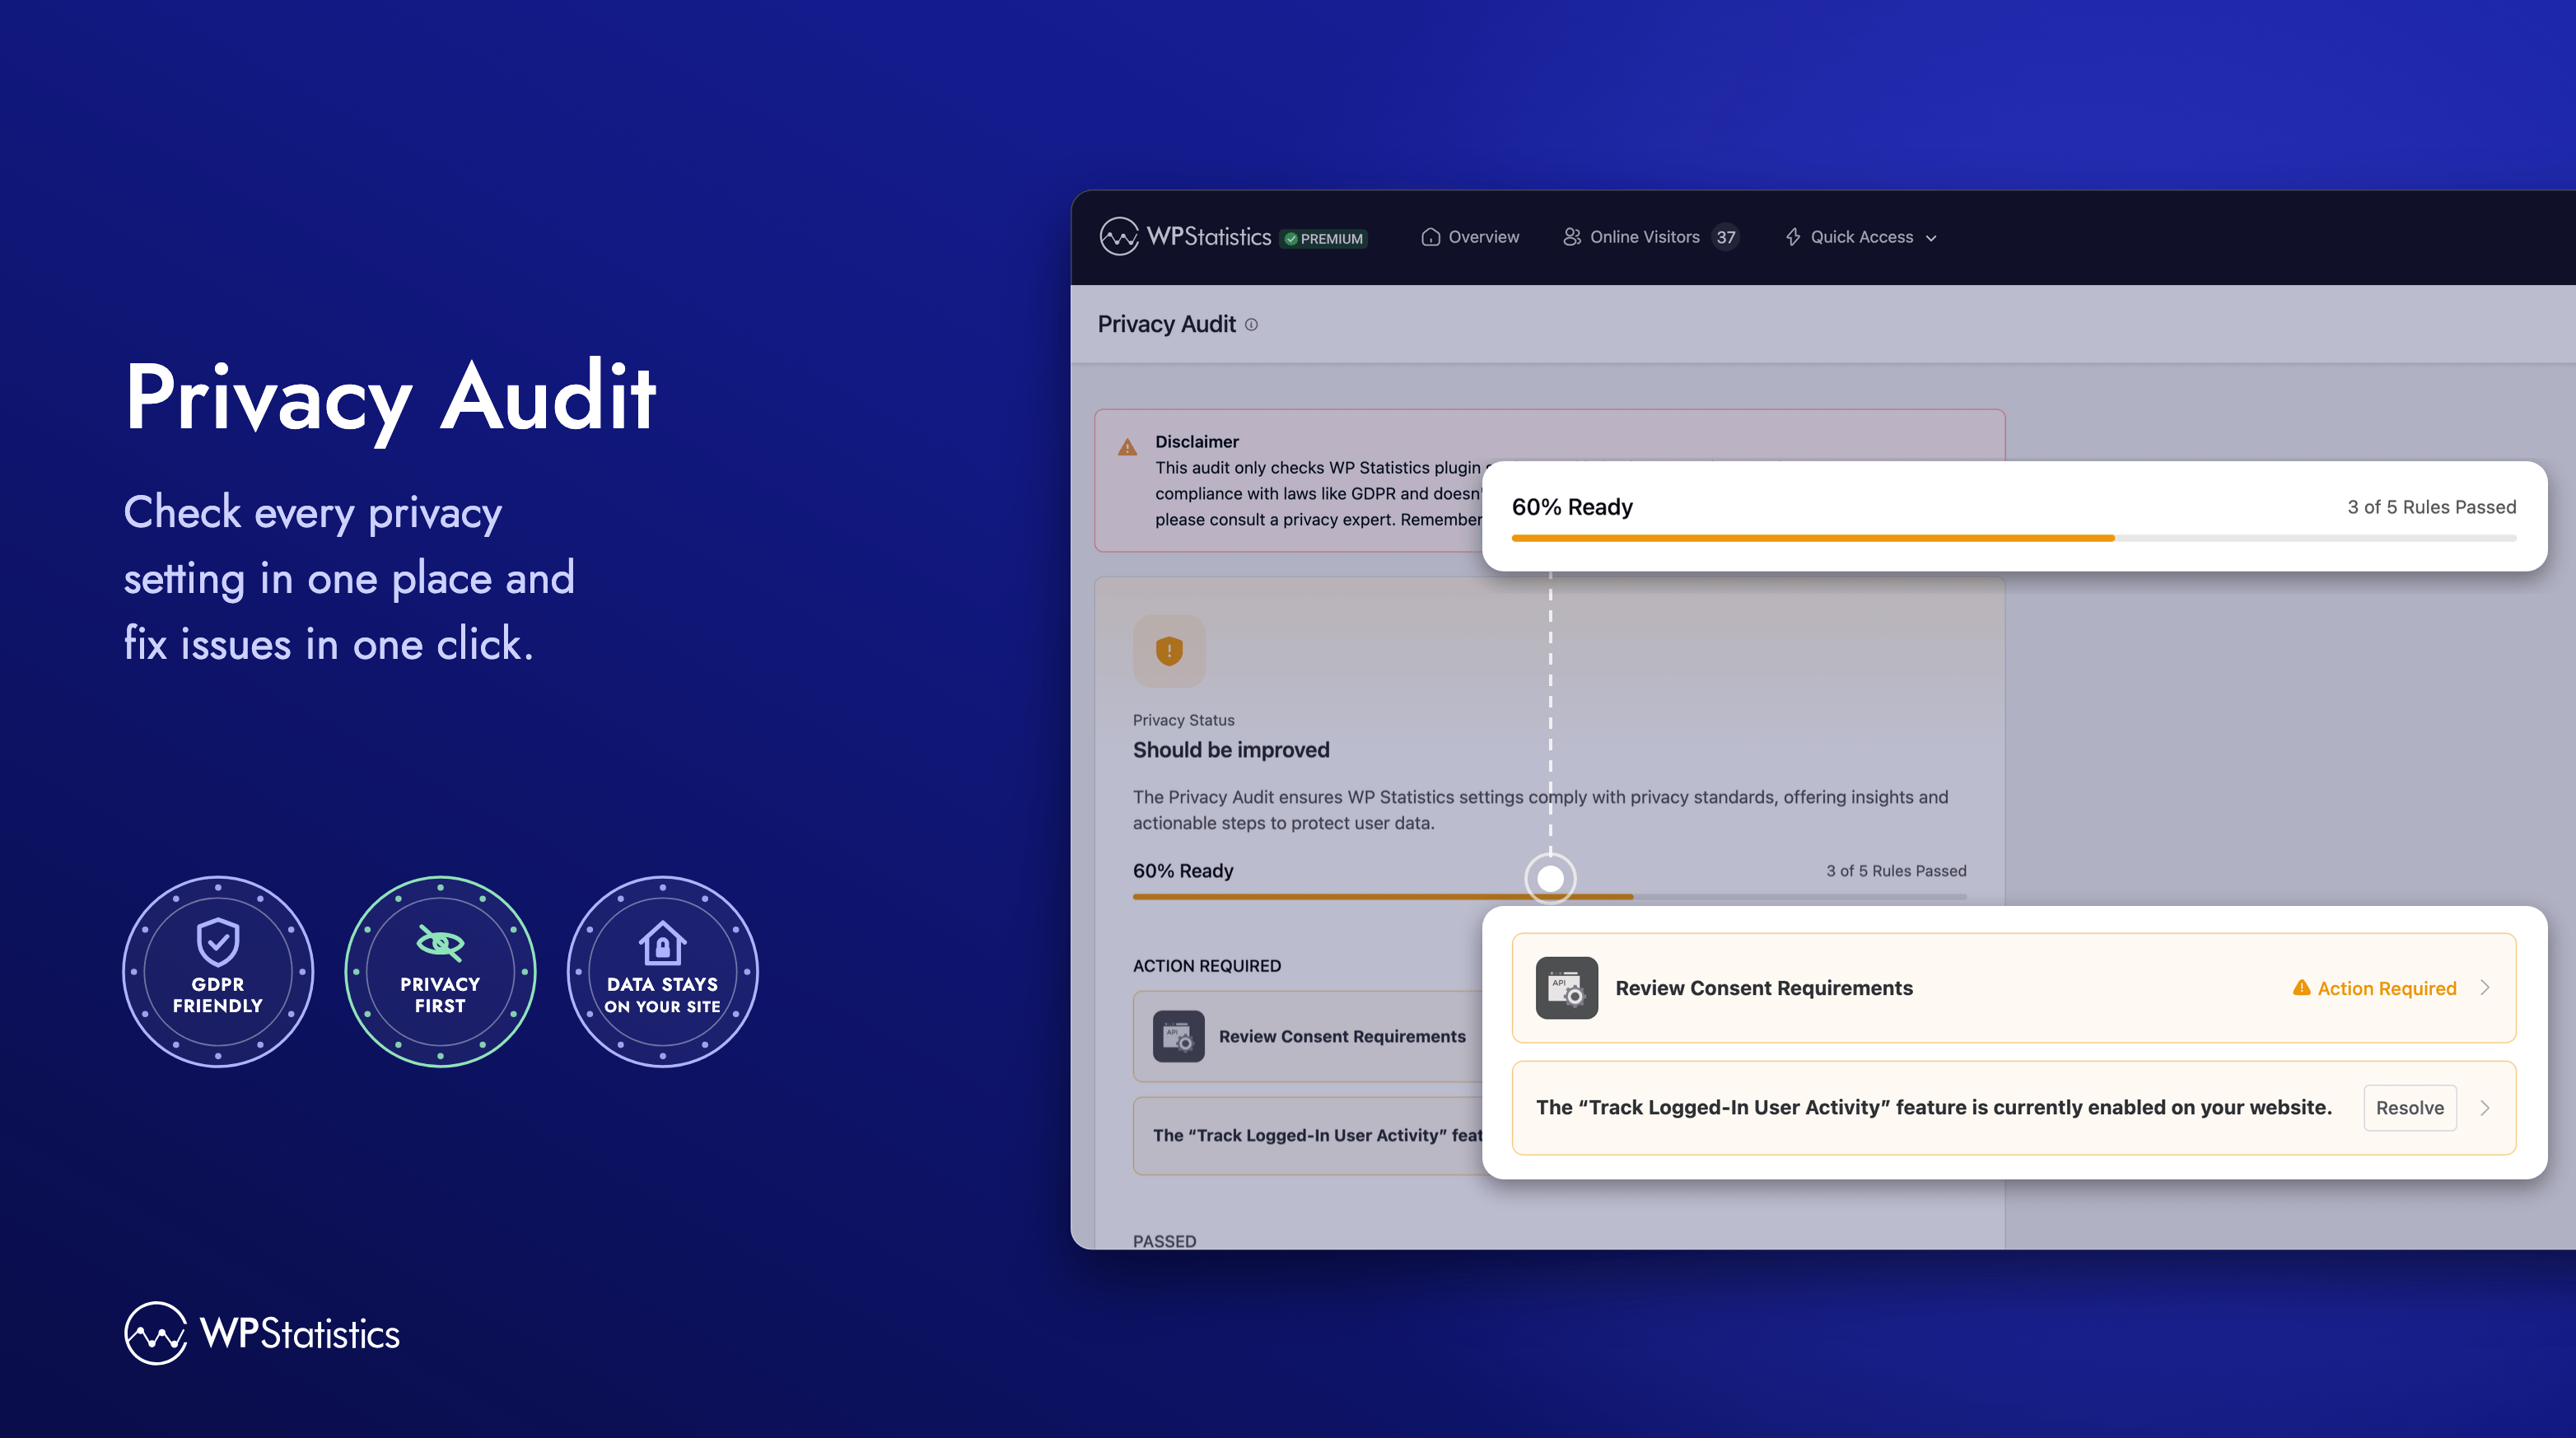 Privacy Audit
Check every privacy
setting in one place and
fix issues in one click.
GDPR
FRIENDLY
PRIVACY
FIRST
DATA STAYS
ON YOUR SITE
WPStatistics
WPStatistics
PREMIUM
Overview
Online Visitors 37
Quick Access
Privacy Audit
Disclaimer
This audit only checks WP Statistics plugin
compliance with laws like GDPR and
please consult a privacy expert. Remember
60% Ready
3 of 5 Rules Passed
Privacy Status
Should be improved
The Privacy Audit ensures WP Statistics settings comply with privacy standards, offering insights and
actionable steps to protect user data.
60% Ready
3 of 5 Rules Passed
ACTION REQUIRED
API
Review Consent Requirements
The “Track Logged-In User Activity”
API
Review Consent Requirements
Action Required
The “Track Logged-In User Activity” feature is currently enabled on your website.
Resolve
PASSED